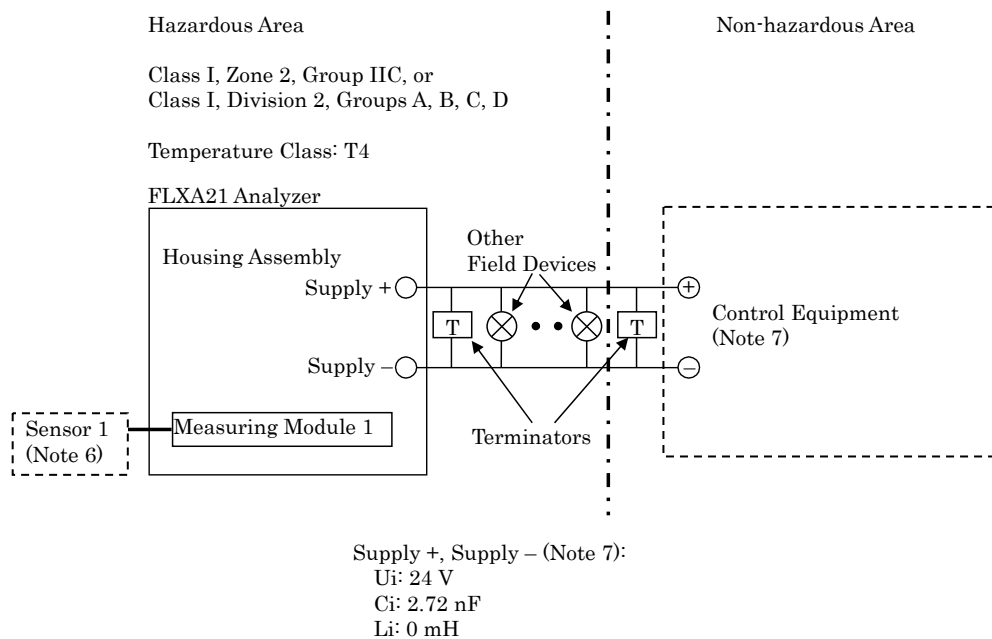 Hazardous Area
Non-hazardous Area
Class I, Zone 2, Group IIC, or
Class I, Division 2, Groups A, B, C, D
Temperature Class: T4
FLXA21 Analyzer
Housing Assembly
Other
Field Devices
Supply +
+
T
T
Control Equipment
(Note 7)
Supply –
–
Sensor 1
(Note 6)
Measuring Module 1
Terminators
Supply +, Supply – (Note 7):
Ui: 24 V
Ci: 2.72 nF
Li: 0 mH